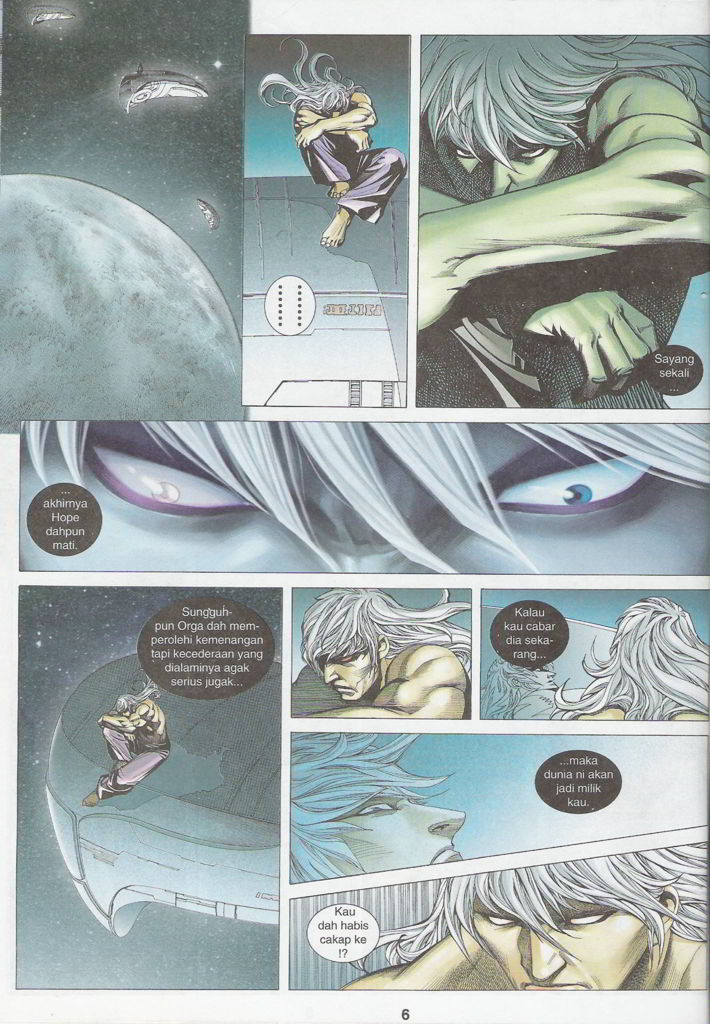 Sayang
sekali
...
...
akhirnya
Hope
dahpun
mati.
Sungguh-
pun Orga dah mem-
perolehi kemenangan
tapi kecederaan yang
dialaminya agak
serius jugak...
Kalau
kau cabar
dia seka-
rang...
...maka
dunia ni akan
jadi milik
kau.
Kau
dah habis
cakap ke
!?
6